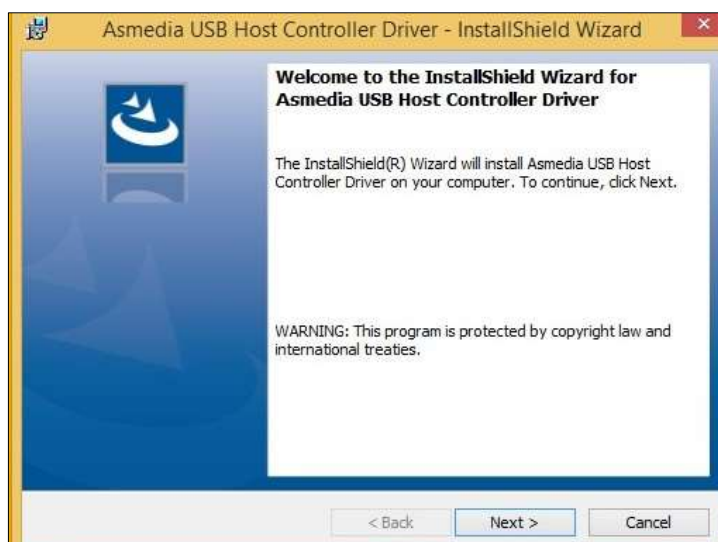 Asmedia USB Host Controller Driver - InstallShield Wizard
Welcome to the InstallShield Wizard for
Asmedia USB Host Controller Driver
The InstallShield(R) Wizard will install Asmedia USB Host
Controller Driver on your computer. To continue, click Next.
WARNING: This program is protected by copyright law and
international treaties.
< Back
Next >
Cancel